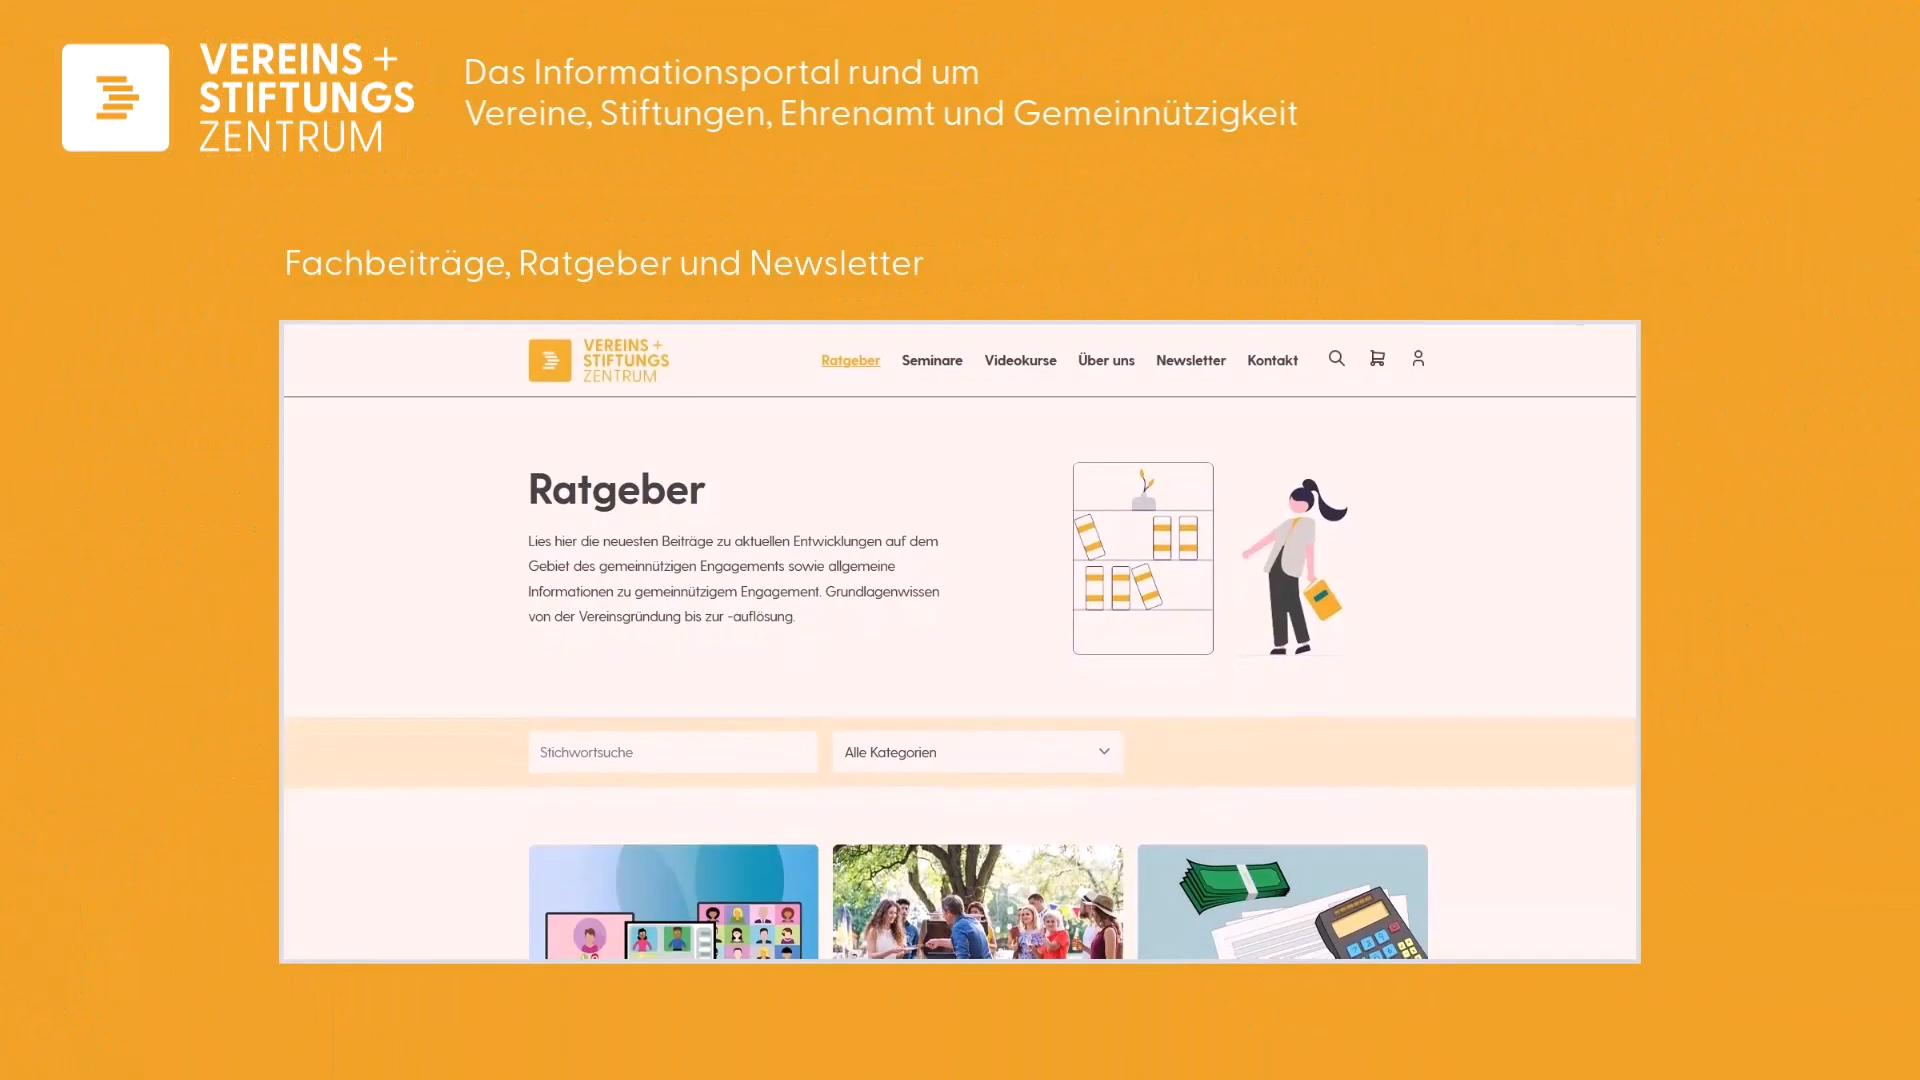 VEREINS +
STIFTUNGS
ZENTRUM
Das Informationsportal rund um
Vereine, Stiftungen, Ehrenamt und Gemeinnützigkeit
Fachbeiträge, Ratgeber und Newsletter
VEREINS +
STIFTUNGS
ZENTRUM
Ratgeber Seminare Videokurse Über uns Newsletter Kontakt
Ratgeber
Lies hier die neuesten Beiträge zu aktuellen Entwicklungen auf dem
Gebiet des gemeinnützigen Engagements sowie allgemeine
Informationen zu gemeinnützigem Engagement. Grundlagenwissen
von der Vereinsgründung bis zur -auflösung.
Stichwortsuche
Alle Kategorien